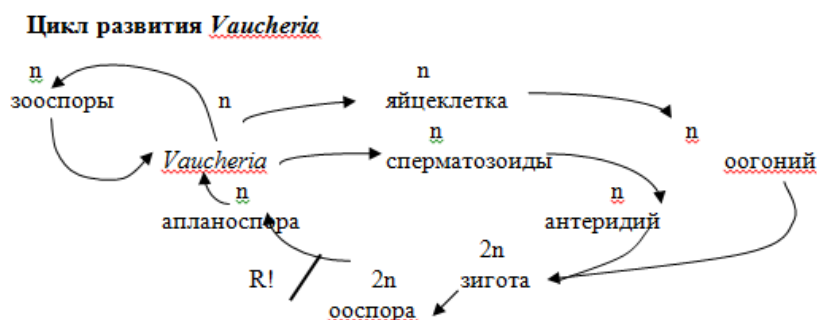 Цикл развития Vaucheria
n
n
зооспоры
n
яйцеклетка
n
n
Vaucheria
сперматозоиды
оогоний
n
n
апланоспора
антеридий
2n
R!
2n
зигота
ооспора